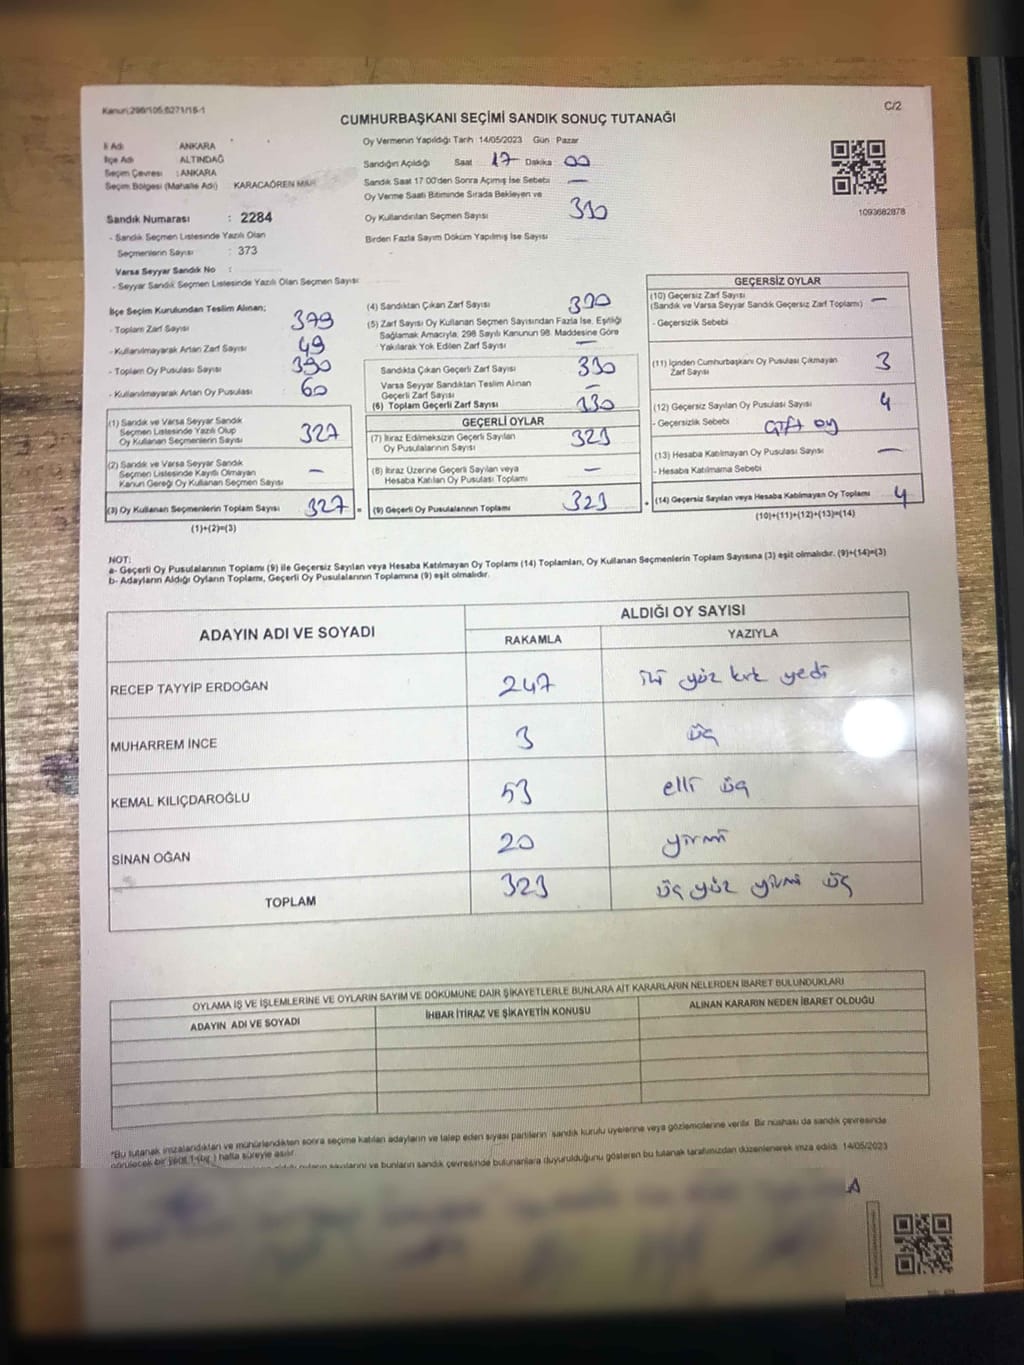 Kanun:298/105;6271/16-1
C/2
CUMHURBAŞKANI SEÇİMİ SANDIK SONUÇ TUTANAĞI
İl Adı ANKARA
İlçe Adı ALTINDAĞ
Seçim Çevresi : ANKARA
Seçim Bölgesi (Mahalle Adı) KARACAÖREN MAH
Sandık Numarası : 2284
- Sandık Seçmen Listesinde Yazılı Olan
Seçmenlerin Sayısı : 373
Varsa Seyyar Sandık No :
- Seyyar Sandık Seçmen Listesinde Yazılı Olan Seçmen Sayısı:
Oy Vermenin Yapıldığı Tarih 14/05/2023 Gün Pazar
Sandığın Açıldığı Saat 17 Dakika 00
Sandık Saat 17:00'den Sonra Açılmış İse Sebebi —
Oy Verme Saati Bitiminde Sırada Bekleyen ve
Oy Kullandırılan Seçmen Sayısı 330
Birden Fazla Sayım Döküm Yapılmış İse Sayısı
1093682878
İlçe Seçim Kurulundan Teslim Alınan;
- Toplam Zarf Sayısı 379
- Kullanılmayarak Artan Zarf Sayısı 49
- Toplam Oy Pusulası Sayısı 390
- Kullanılmayarak Artan Oy Pusulası 60
(1) Sandık ve Varsa Seyyar Sandık
Seçmen Listesinde Yazılı Olup
Oy Kullanan Seçmenlerin Sayısı 327
(2) Sandık ve Varsa Seyyar Sandık
Seçmen Listesinde Kayıtlı Olmayan
Kanun Gereği Oy Kullanan Seçmen Sayısı —
(3) Oy Kullanan Seçmenlerin Toplam Sayısı 327 =
(1)+(2)=(3)
(4) Sandıktan Çıkan Zarf Sayısı 330
(5) Zarf Sayısı Oy Kullanan Seçmen Sayısından Fazla İse, Eşitliği
Sağlamak Amacıyla; 298 Sayılı Kanunun 98. Maddesine Göre
Yakılarak Yok Edilen Zarf Sayısı —
Sandıkta Çıkan Geçerli Zarf Sayısı 330
Varsa Seyyar Sandıktan Teslim Alınan
Geçerli Zarf Sayısı —
(6) Toplam Geçerli Zarf Sayısı 330
GEÇERLİ OYLAR
(7) İtiraz Edilmeksizin Geçerli Sayılan
Oy Pusulalarının Sayısı 323
(8) İtiraz Üzerine Geçerli Sayılan veya
Hesaba Katılan Oy Pusulası Toplamı —
(9) Geçerli Oy Pusulalarının Toplamı 323 +
GEÇERSİZ OYLAR
(10) Geçersiz Zarf Sayısı
(Sandık ve Varsa Seyyar Sandık Geçersiz Zarf Toplamı) —
- Geçersizlik Sebebi
(11) İçinden Cumhurbaşkanı Oy Pusulası Çıkmayan
Zarf Sayısı 3
(12) Geçersiz Sayılan Oy Pusulası Sayısı 4
- Geçersizlik Sebebi Çift oy
(13) Hesaba Katılmayan Oy Pusulası Sayısı —
- Hesaba Katılmama Sebebi
(14) Geçersiz Sayılan veya Hesaba Katılmayan Oy Toplamı 4
(10)+(11)+(12)+(13)=(14)
NOT:
a- Geçerli Oy Pusulalarının Toplamı (9) ile Geçersiz Sayılan veya Hesaba Katılmayan Oy Toplamı (14) Toplamları, Oy Kullanan Seçmenlerin Toplam Sayısına (3) eşit olmalıdır. (9)+(14)=(3)
b- Adayların Aldığı Oyların Toplamı, Geçerli Oy Pusulalarının Toplamına (9) eşit olmalıdır.
ADAYIN ADI VE SOYADI
ALDIĞI OY SAYISI
RAKAMLA YAZIYLA
RECEP TAYYİP ERDOĞAN 247 iki yüz kırk yedi
MUHARREM İNCE 3 üç
KEMAL KILIÇDAROĞLU 53 elli üç
SİNAN OĞAN 20 yirmi
TOPLAM 323 üç yüz yirmi üç
OYLAMA İŞ VE İŞLEMLERİNE VE OYLARIN SAYIM VE DÖKÜMÜNE DAİR ŞİKAYETLERLE BUNLARA AİT KARARLARIN NELERDEN İBARET BULUNDUKLARI
ADAYIN ADI VE SOYADI İHBAR İTİRAZ VE ŞİKAYETİN KONUSU ALINAN KARARIN NEDEN İBARET OLDUĞU
*Bu tutanak imzalandıktan ve mühürlendikten sonra seçime katılan adayların ve talep eden siyasi partilerin sandık kurulu üyelerine veya gözlemcilerine verilir. Bir nushası da sandık çevresinde
görülecek bir yere 1 (bir) hafta süreyle asılır.
oyların sayılarını ve bunların sandık çevresinde bulunanlara duyurulduğunu gösteren bu tutanak tarafımızdan düzenlenerek imza edildi. 14/05/2023